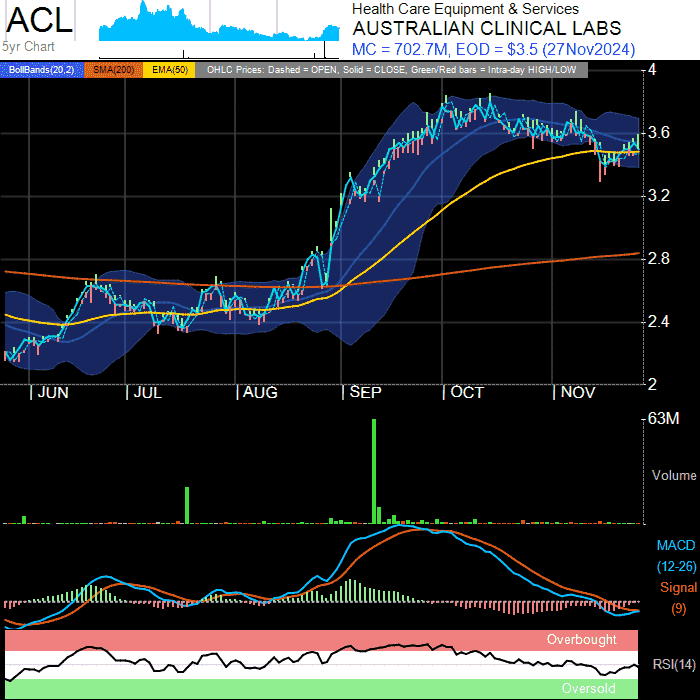 ACL
5yr Chart
Health Care Equipment & Services
AUSTRALIAN CLINICAL LABS
MC = 702.7M, EOD = $3.5 (27Nov2024)
BollBands(20,2) SMA(200) EMA(50) OHLC Prices: Dashed = OPEN, Solid = CLOSE, Green/Red bars = Intra-day HIGH/LOW
4
3.6
3.2
2.8
2.4
2
JUN JUL AUG SEP OCT NOV
63M
Volume
MACD
(12-26)
Signal
(9)
Overbought
RSI(14)
Oversold